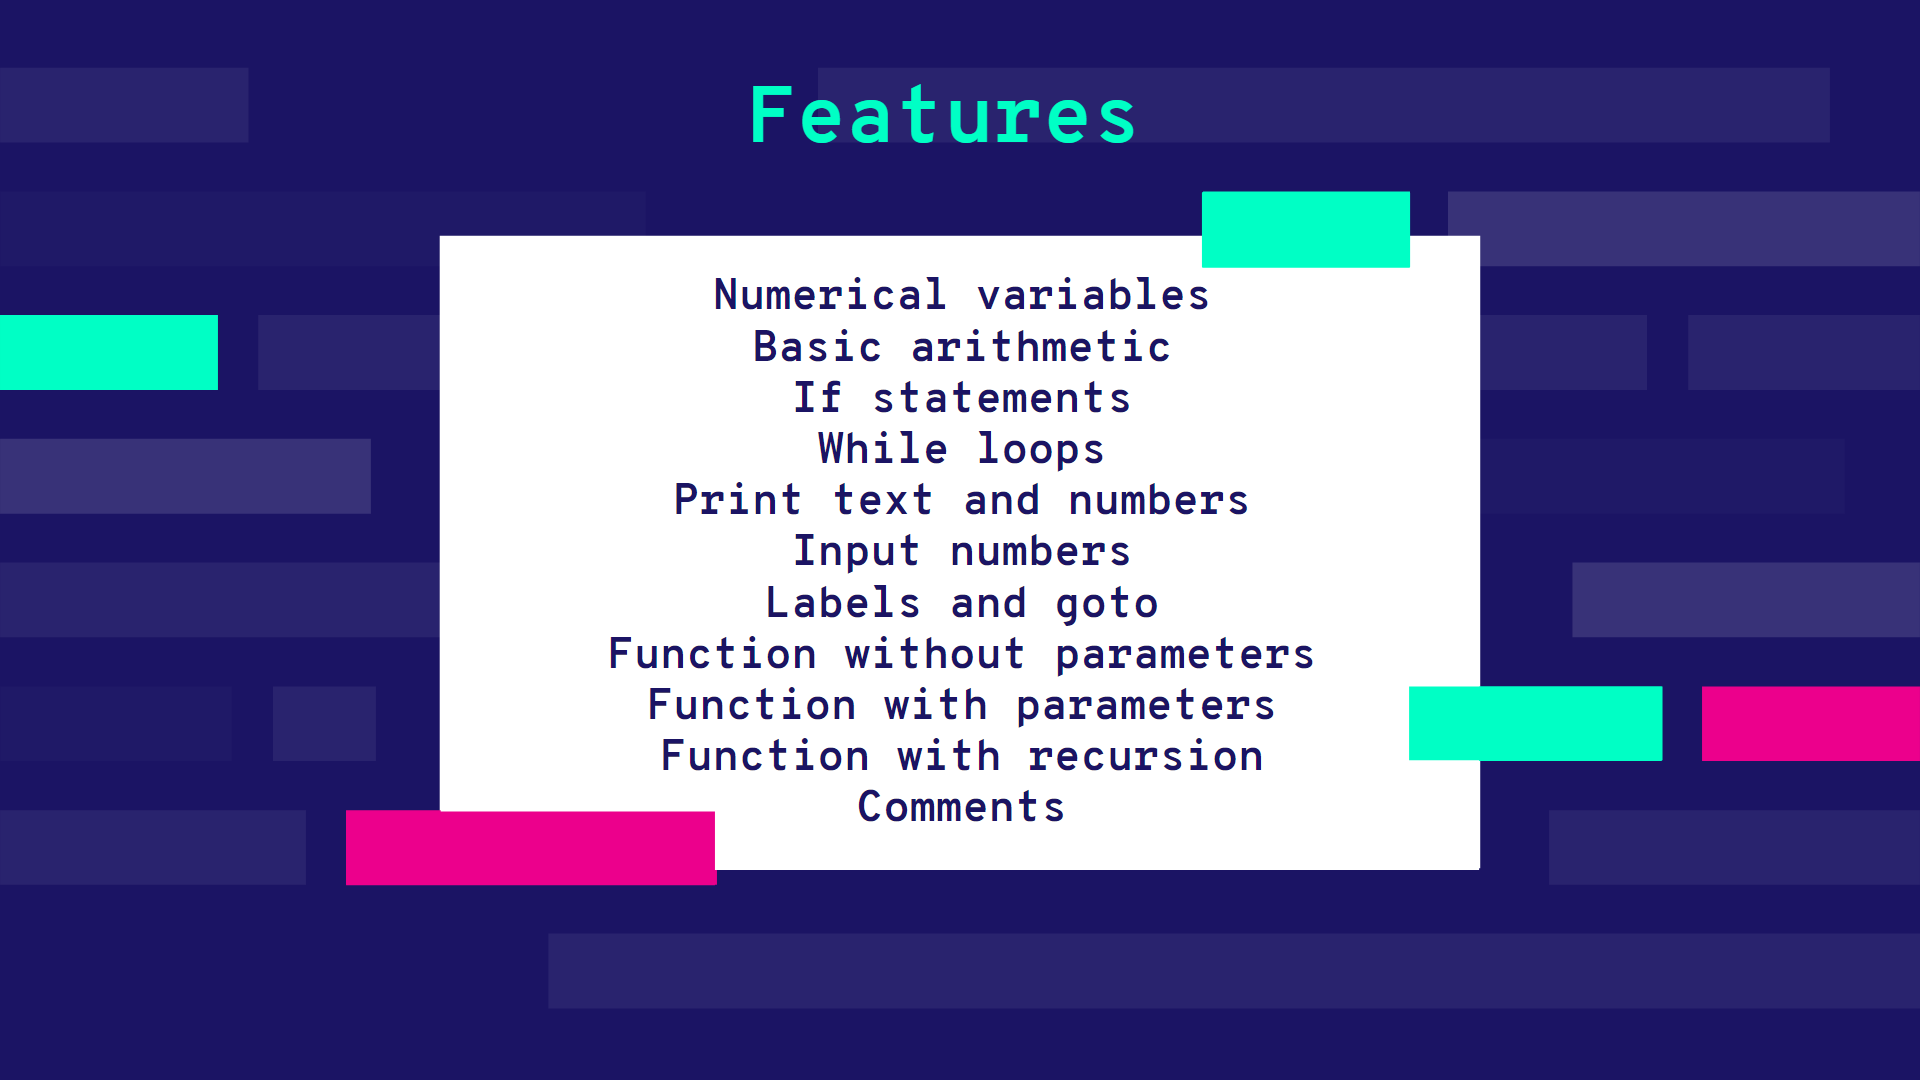 Features
Numerical variables
Basic arithmetic
If statements
While loops
Print text and numbers
Input numbers
Labels and goto
Function without parameters
Function with parameters
Function with recursion
Comments